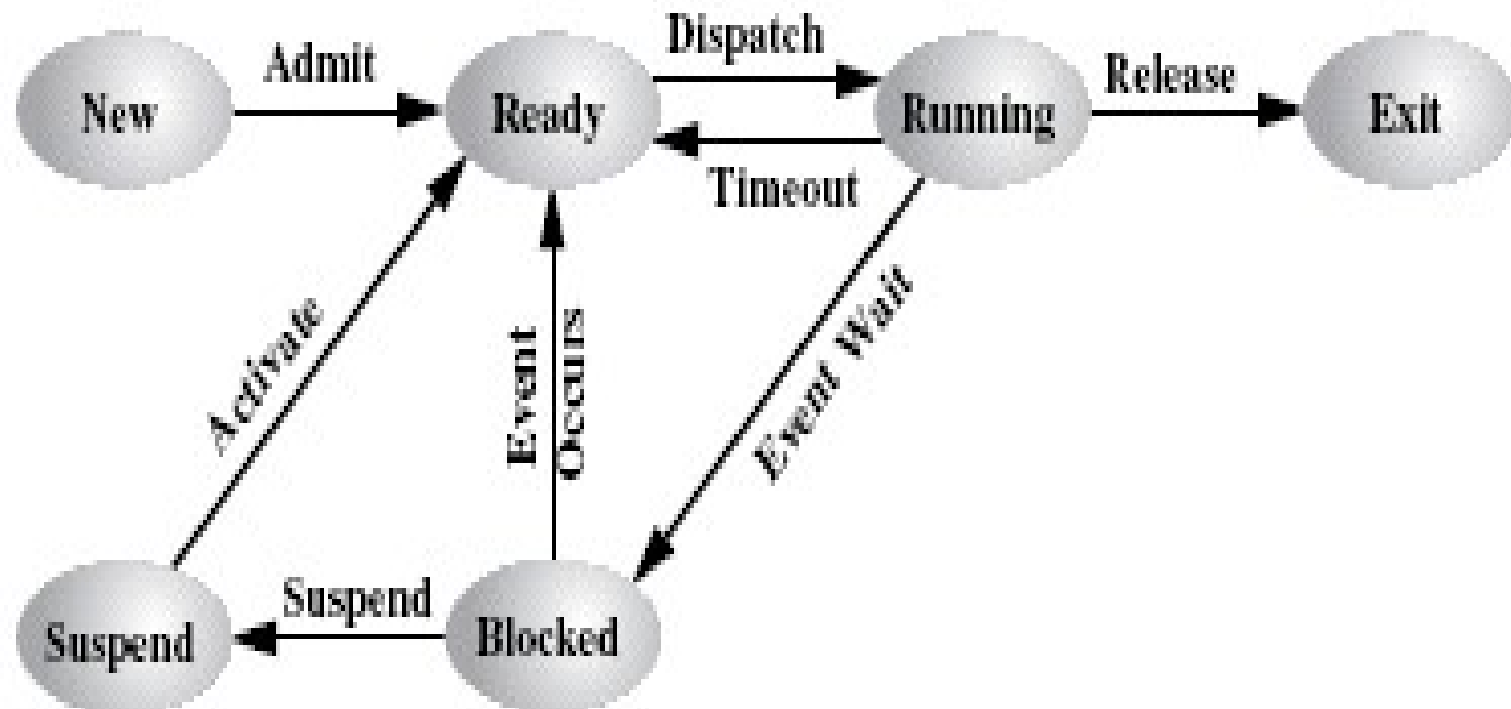 Dispatch
Admit
Release
New
Ready
Running
Exit
Timeout
Activate
Event
Occurs
Event Wait
Suspend
Suspend
Blocked